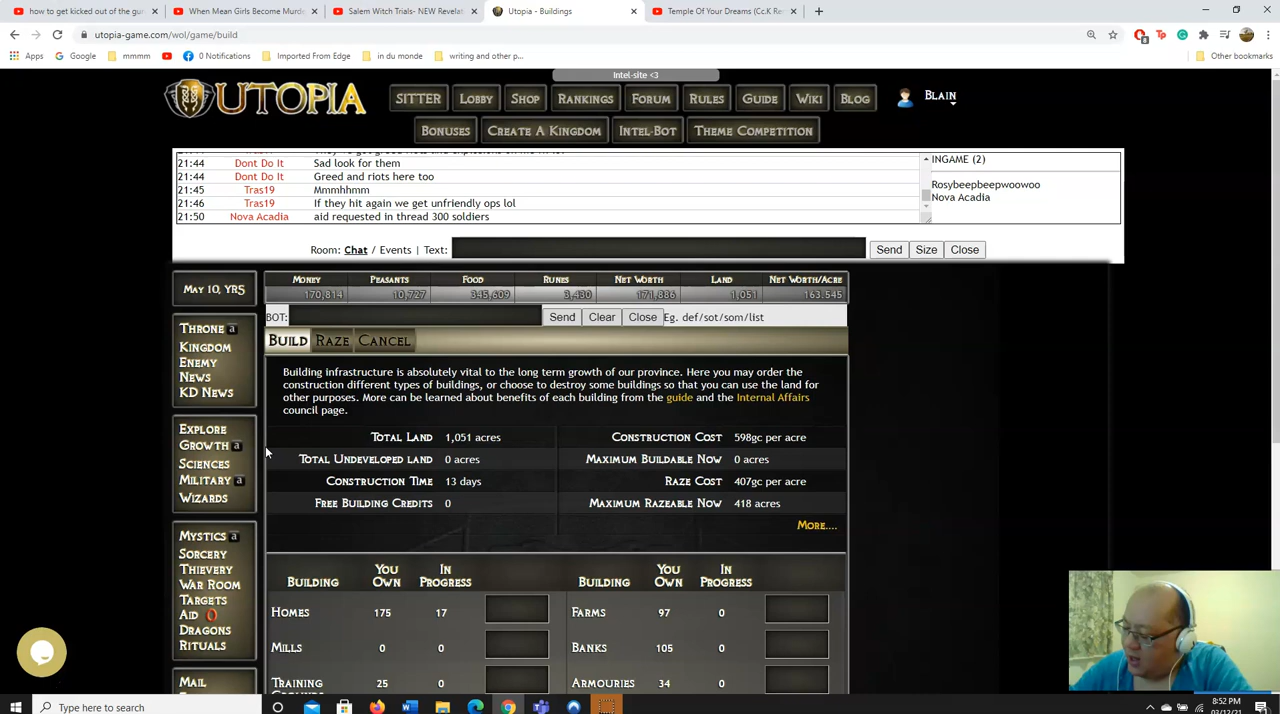 how to get kicked out of the gu
When Mean Girls Become Murde
Salem Witch Trials- NEW Revelat
Utopia - Buildings
Temple Of Your Dreams (Cc.K Re
utopia-game.com/wol/game/build
Apps
Google
mmmm
0 Notifications
Imported From Edge
in du monde
writing and other p...
Other bookmarks
Intel-site <3
UTOPIA
SITTER
LOBBY
SHOP
RANKINGS
FORUM
RULES
GUIDE
WIKI
BLOG
BLAIN
BONUSES
CREATE A KINGDOM
INTEL-BOT
THEME COMPETITION
21:44 Dont Do It Sad look for them
21:44 Dont Do It Greed and riots here too
21:45 Tras19 Mmmhhmm
21:46 Tras19 If they hit again we get unfriendly ops lol
21:50 Nova Acadia aid requested in thread 300 soldiers
INGAME (2)
Rosybeepbeepwoowoo
Nova Acadia
Room: Chat / Events | Text:
Send
Size
Close
MAY 10, YR5
MONEY PEASANTS FOOD RUNES NET WORTH LAND NET WORTH/ACRE
170,814 10,727 345,609 3,430 171,886 1,051 163.545
BOT:
Send
Clear
Close
Eg. def/sot/som/list
THRONE a
KINGDOM
ENEMY
NEWS
KD NEWS
EXPLORE
GROWTH a
SCIENCES
MILITARY a
WIZARDS
MYSTICS a
SORCERY
THIEVERY
WAR ROOM
TARGETS
AID 0
DRAGONS
RITUALS
MAIL
BUILD
RAZE
CANCEL
Building infrastructure is absolutely vital to the long term growth of our province. Here you may order the
construction different types of buildings, or choose to destroy some buildings so that you can use the land for
other purposes. More can be learned about benefits of each building from the guide and the Internal Affairs
council page.
TOTAL LAND 1,051 acres
CONSTRUCTION COST 598gc per acre
TOTAL UNDEVELOPED LAND 0 acres
MAXIMUM BUILDABLE NOW 0 acres
CONSTRUCTION TIME 13 days
RAZE COST 407gc per acre
FREE BUILDING CREDITS 0
MAXIMUM RAZEABLE NOW 418 acres
MORE....
BUILDING
YOU OWN
IN PROGRESS
BUILDING
YOU OWN
IN PROGRESS
HOMES 175 17
FARMS 97 0
MILLS 0 0
BANKS 105 0
TRAINING 25 0
ARMOURIES 34 0
Type here to search
8:52 PM